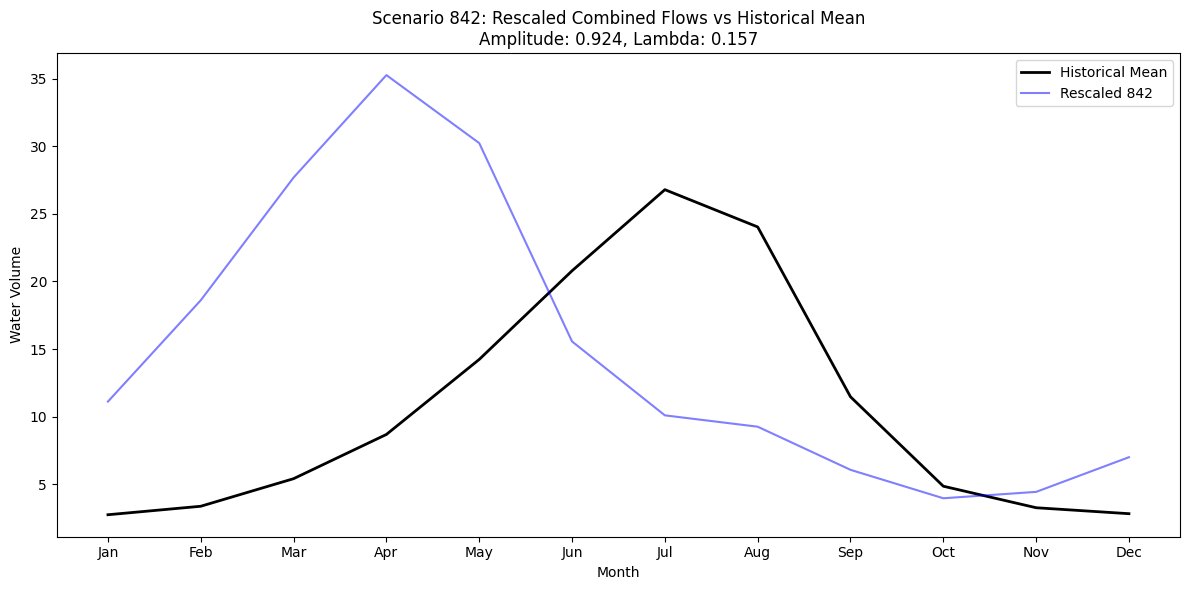 Scenario 842: Rescaled Combined Flows vs Historical Mean
Amplitude: 0.924, Lambda: 0.157
Historical Mean
Rescaled 842
Water Volume
35
30
25
20
15
10
5
Jan Feb Mar Apr May Jun Jul Aug Sep Oct Nov Dec
Month